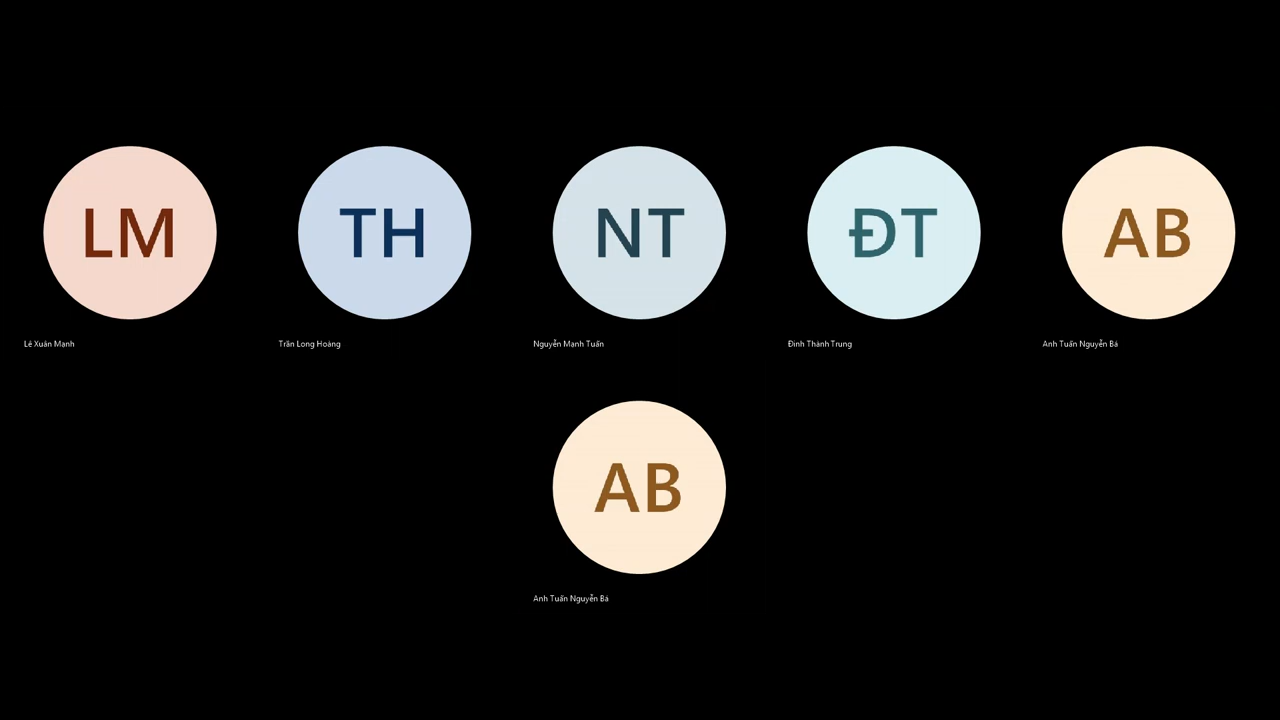 LM
TH
NT
ĐT
AB
Lê Xuân Mạnh
Trần Long Hoàng
Nguyễn Mạnh Tuấn
Đinh Thành Trung
Anh Tuấn Nguyễn Bá
AB
Anh Tuấn Nguyễn Bá